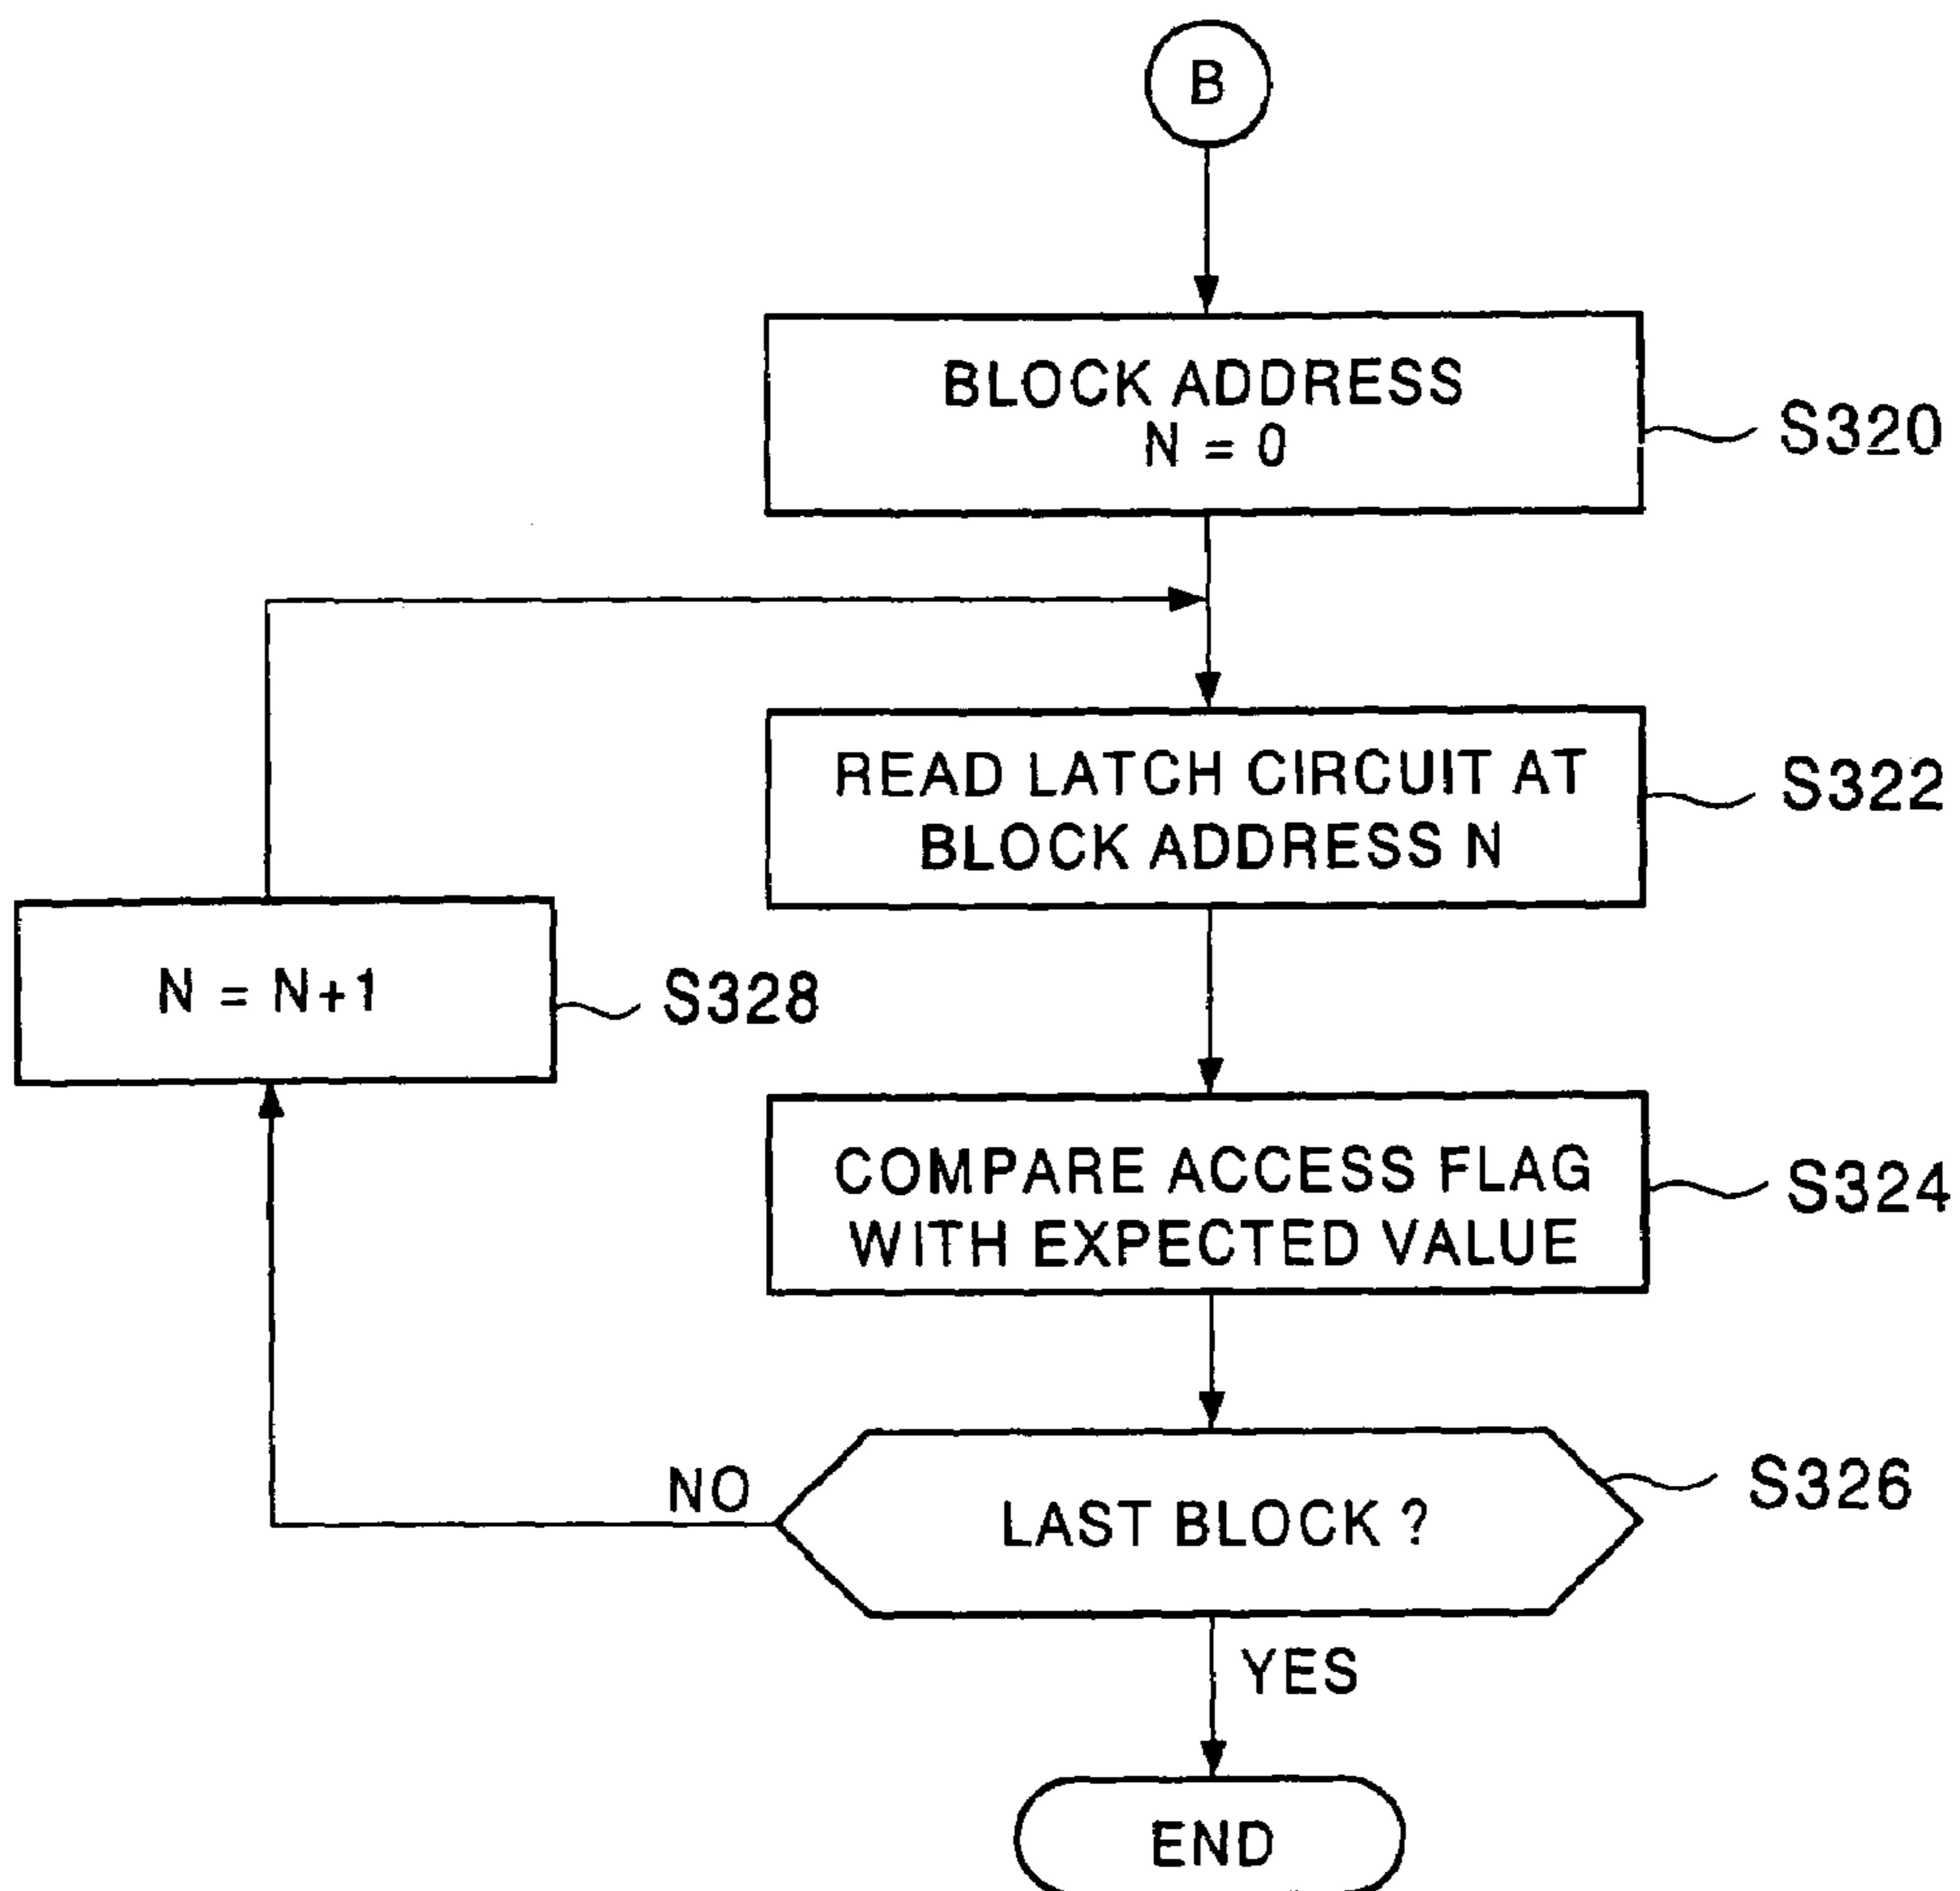 B
BLOCK ADDRESS
N = 0
S320
READ LATCH CIRCUIT AT
BLOCK ADDRESS N
S322
N = N+1
S328
COMPARE ACCESS FLAG
WITH EXPECTED VALUE
S324
NO
LAST BLOCK ?
S326
YES
END